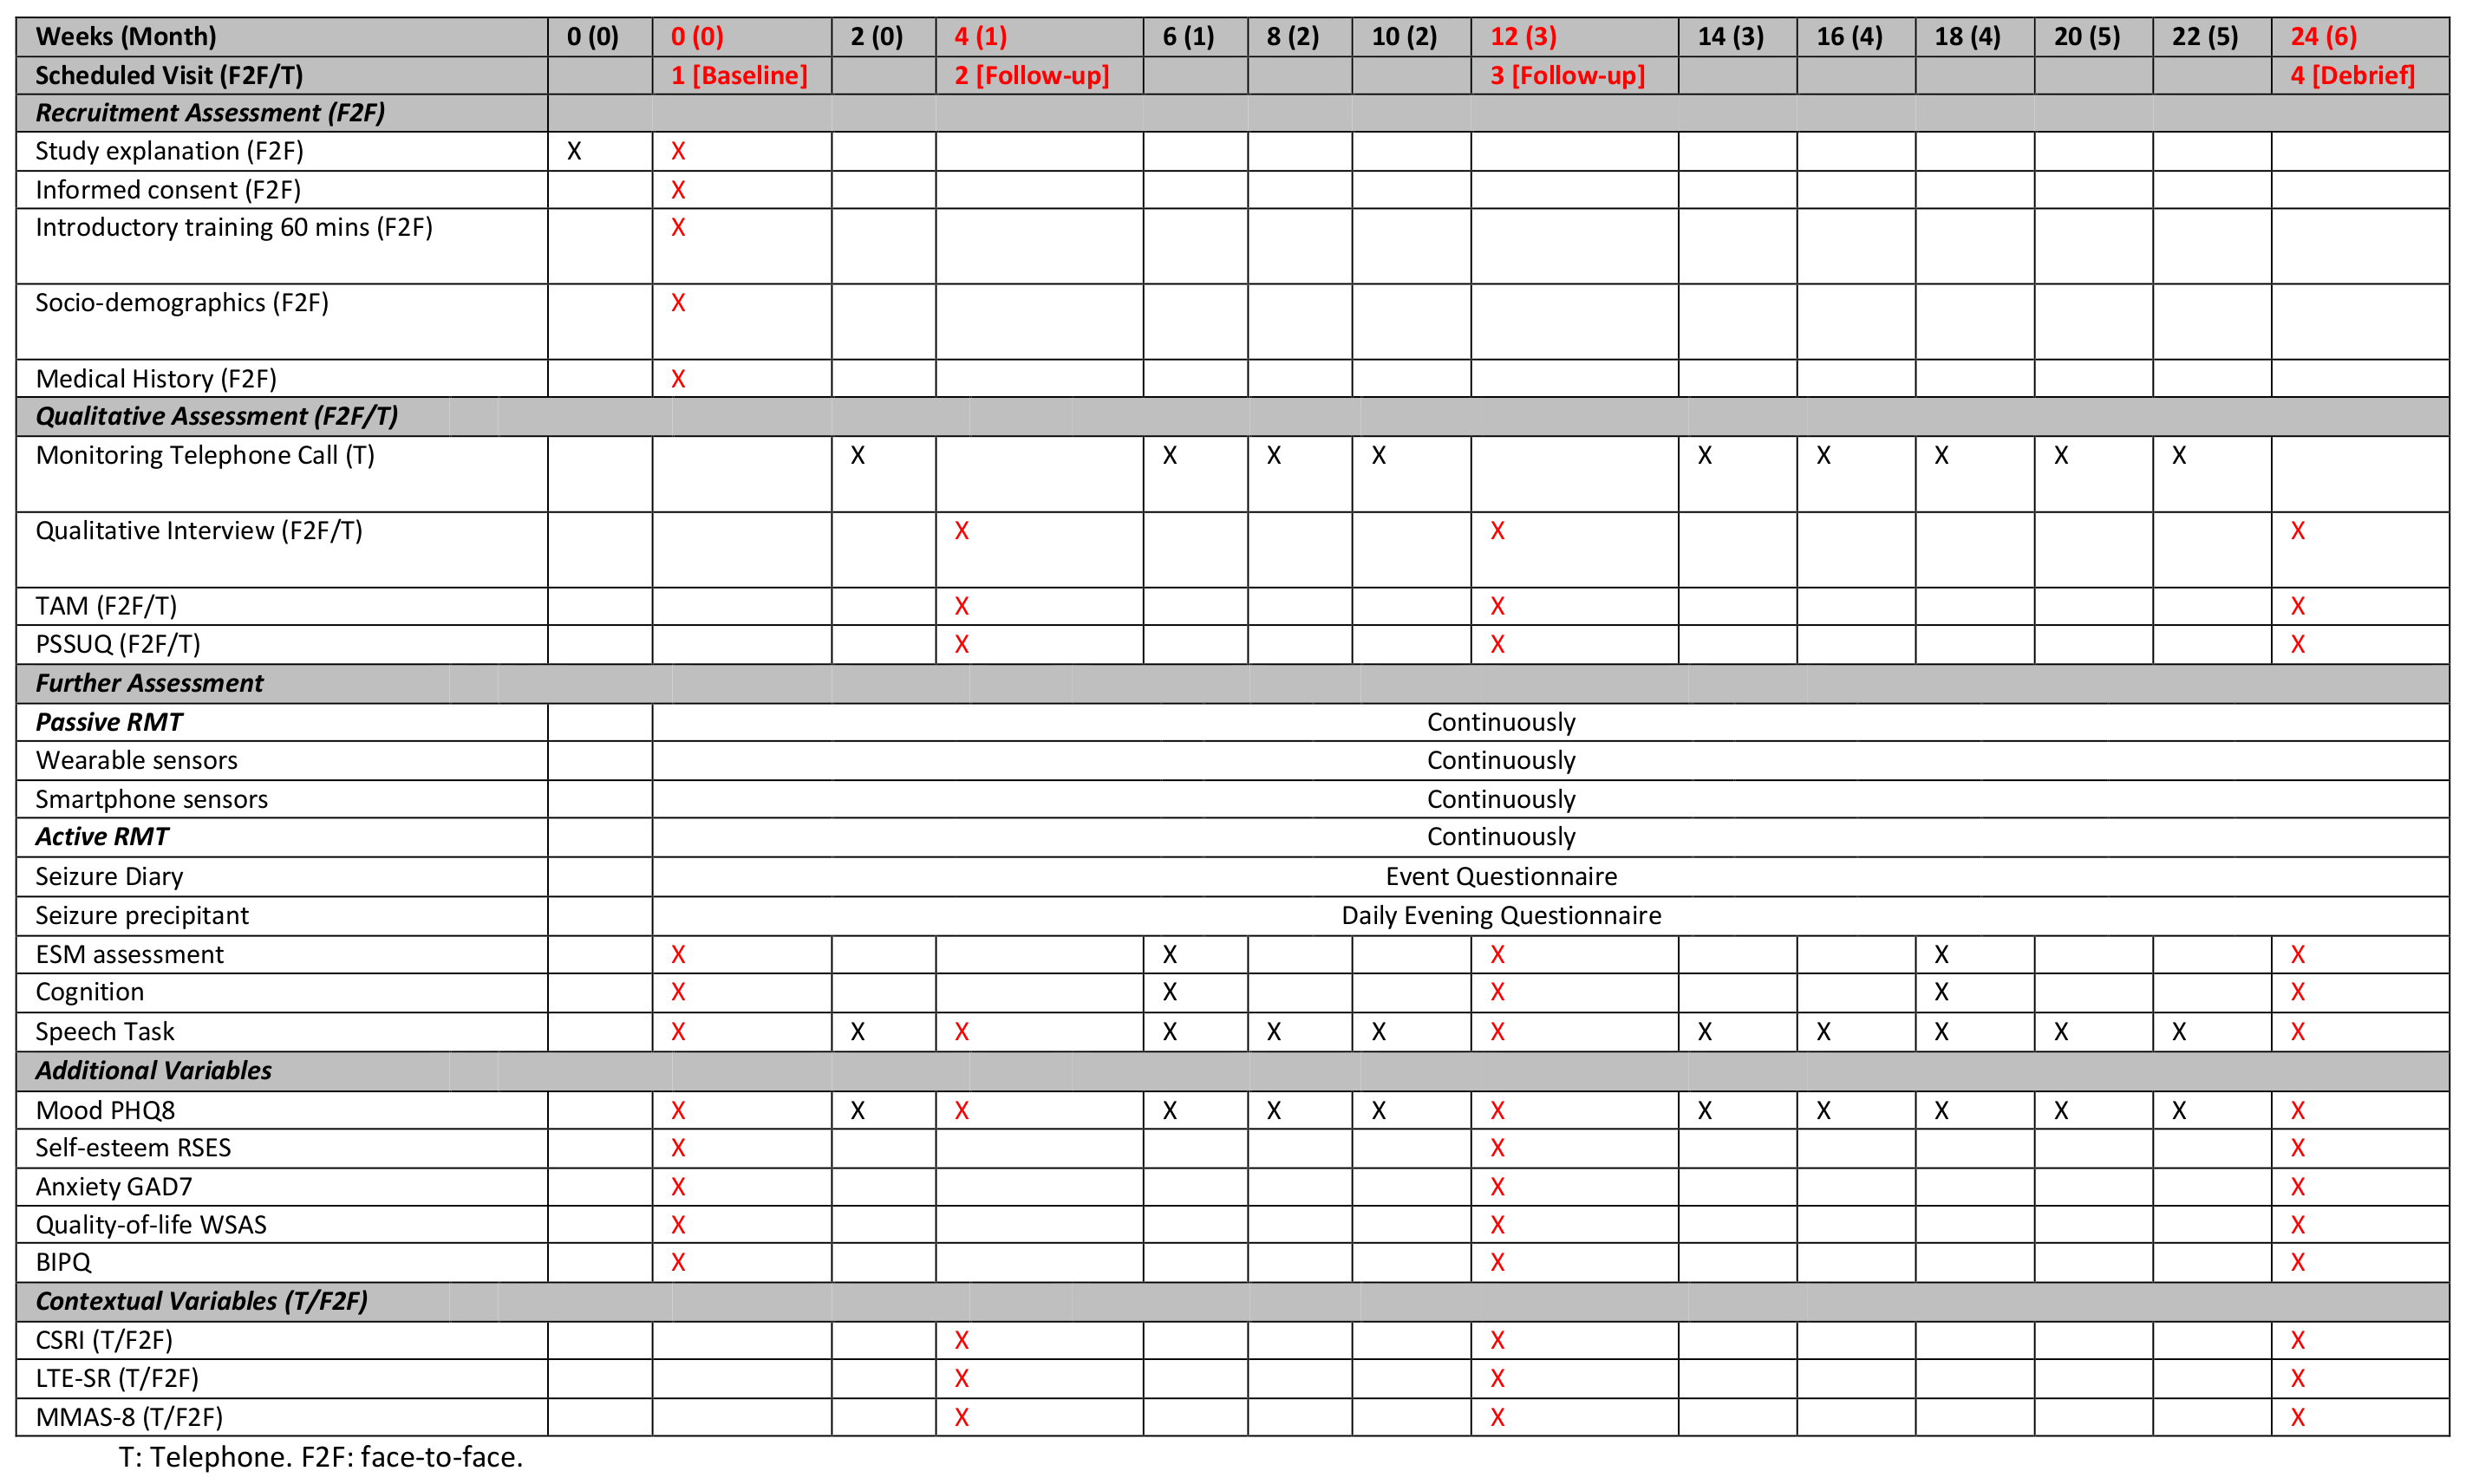 Weeks (Month) 0 (0) 0 (0) 2 (0) 4 (1) 6 (1) 8 (2) 10 (2) 12 (3) 14 (3) 16 (4) 18 (4) 20 (5) 22 (5) 24 (6)
Scheduled Visit (F2F/T) 1 [Baseline] 2 [Follow-up] 3 [Follow-up] 4 [Debrief]
Recruitment Assessment (F2F)
Study explanation (F2F) X X
Informed consent (F2F) X
Introductory training 60 mins (F2F) X
Socio-demographics (F2F) X
Medical History (F2F) X
Qualitative Assessment (F2F/T)
Monitoring Telephone Call (T) X X X X X X X X X
Qualitative Interview (F2F/T) X X X
TAM (F2F/T) X X X
PSSUQ (F2F/T) X X X
Further Assessment
Passive RMT Continuously
Wearable sensors Continuously
Smartphone sensors Continuously
Active RMT Continuously
Seizure Diary Event Questionnaire
Seizure precipitant Daily Evening Questionnaire
ESM assessment X X X X X
Cognition X X X X X
Speech Task X X X X X X X X X X X X X
Additional Variables
Mood PHQ8 X X X X X X X X X X X X X
Self-esteem RSES X X X
Anxiety GAD7 X X X
Quality-of-life WSAS X X X
BIPQ X X X
Contextual Variables (T/F2F)
CSRI (T/F2F) X X X
LTE-SR (T/F2F) X X X
MMAS-8 (T/F2F) X X X
T: Telephone. F2F: face-to-face.